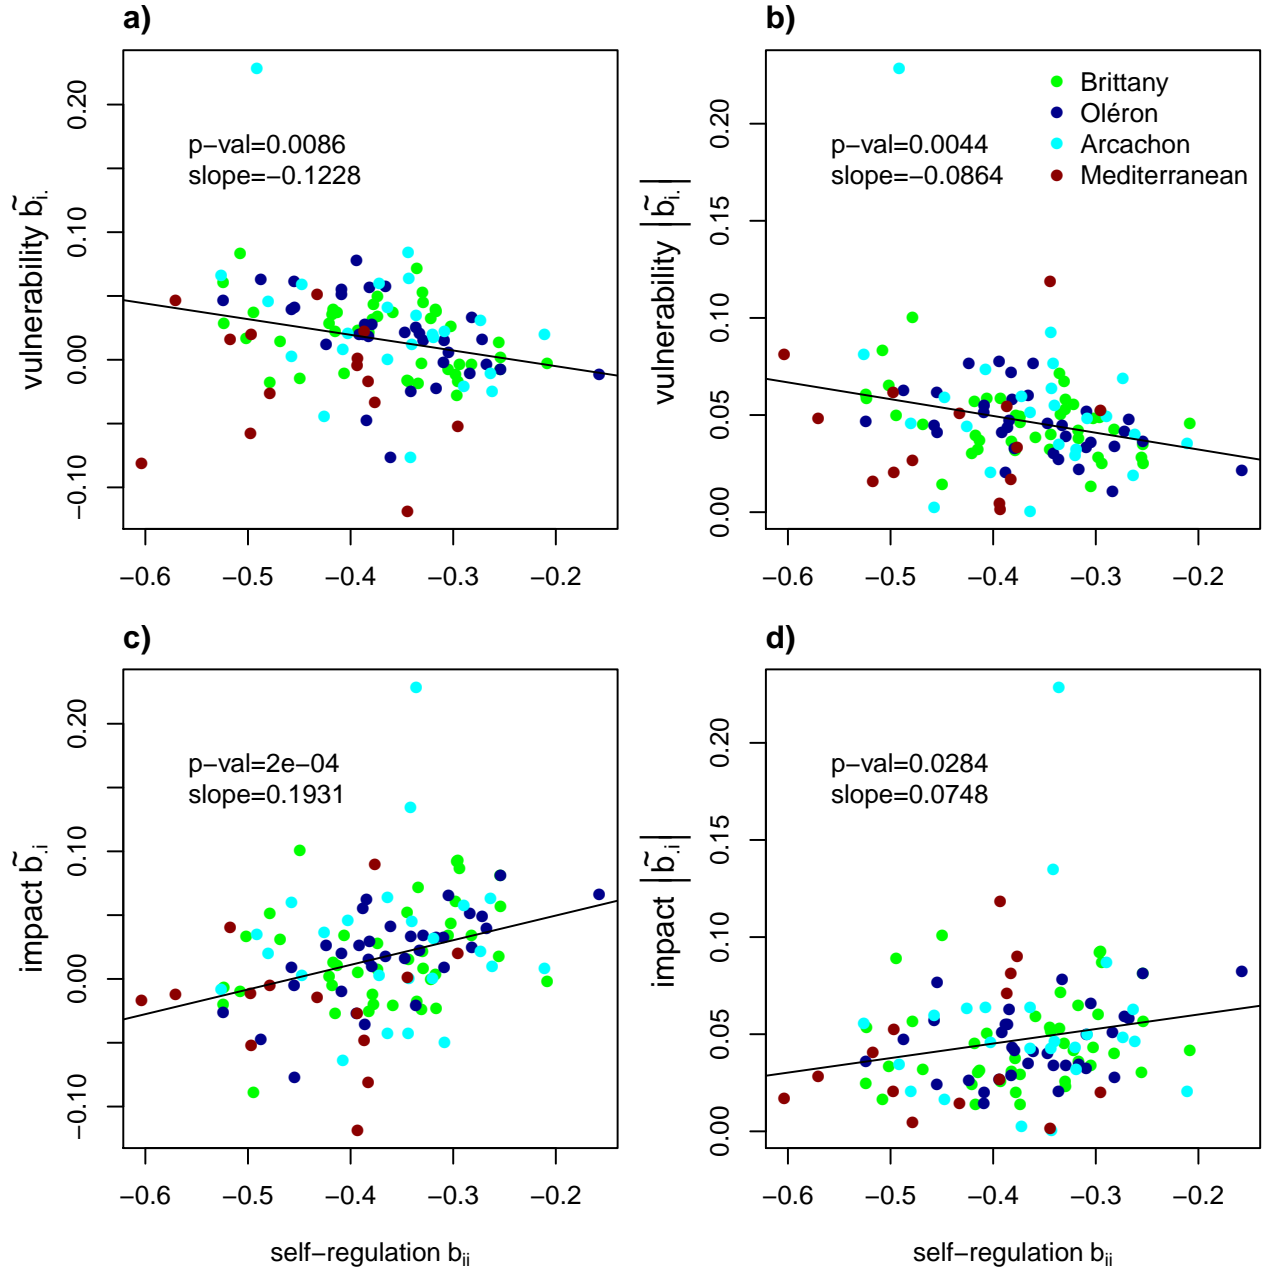 a)
vulnerability b̃i.
0.20
0.10
0.00
−0.10
p−val=0.0086
slope=−0.1228
−0.6 −0.5 −0.4 −0.3 −0.2
b)
vulnerability |b̃i.|
0.20
0.15
0.10
0.05
0.00
p−val=0.0044
slope=−0.0864
Brittany
Oléron
Arcachon
Mediterranean
−0.6 −0.5 −0.4 −0.3 −0.2
c)
impact b̃.i
0.20
0.10
0.00
−0.10
p−val=2e−04
slope=0.1931
−0.6 −0.5 −0.4 −0.3 −0.2
self−regulation bii
d)
impact |b̃.i|
0.20
0.15
0.10
0.05
0.00
p−val=0.0284
slope=0.0748
−0.6 −0.5 −0.4 −0.3 −0.2
self−regulation bii